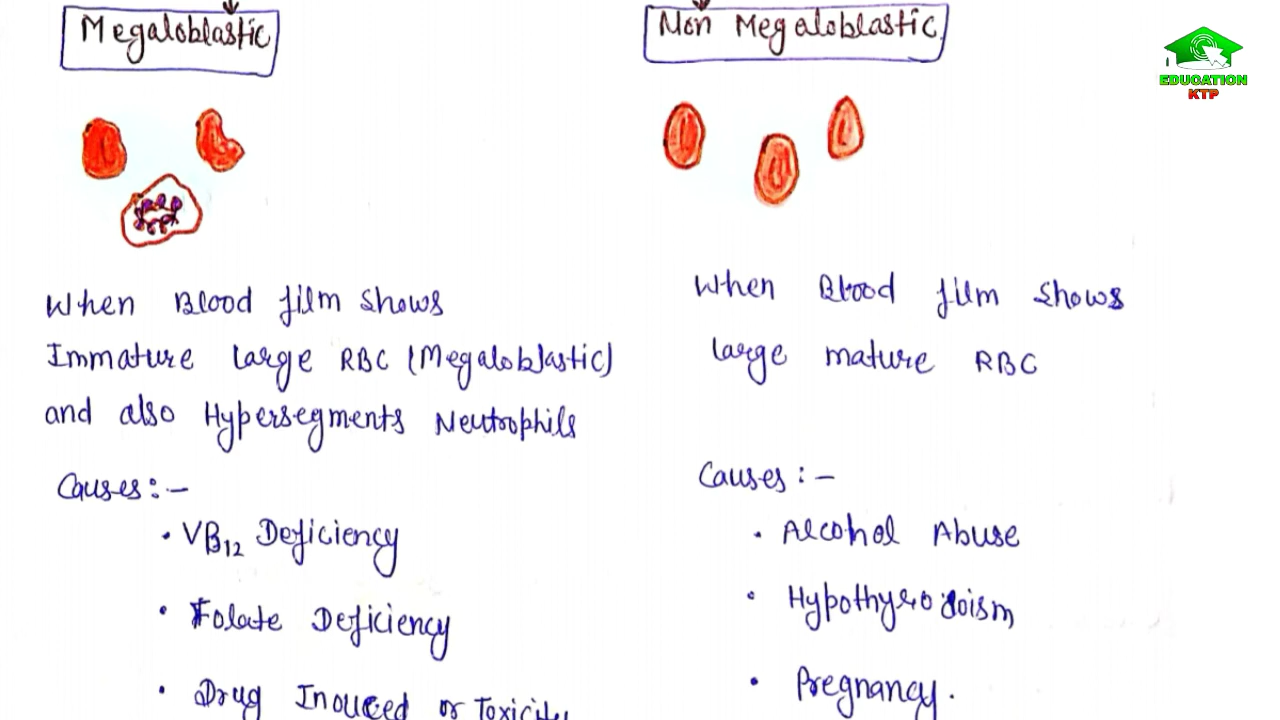 Megaloblastic
When Blood film Shows
Immature large RBC (Megaloblastic)
and also Hypersegments Neutrophils
Causes:-
• VB12 Deficiency
• Folate Deficiency
• Drug Induced or Toxicity
Non Megaloblastic
When Blood film Shows
large mature RBC
Causes:-
• Alcohol Abuse
• Hypothyroidism
• Pregnancy.
EDUCATION
KTP